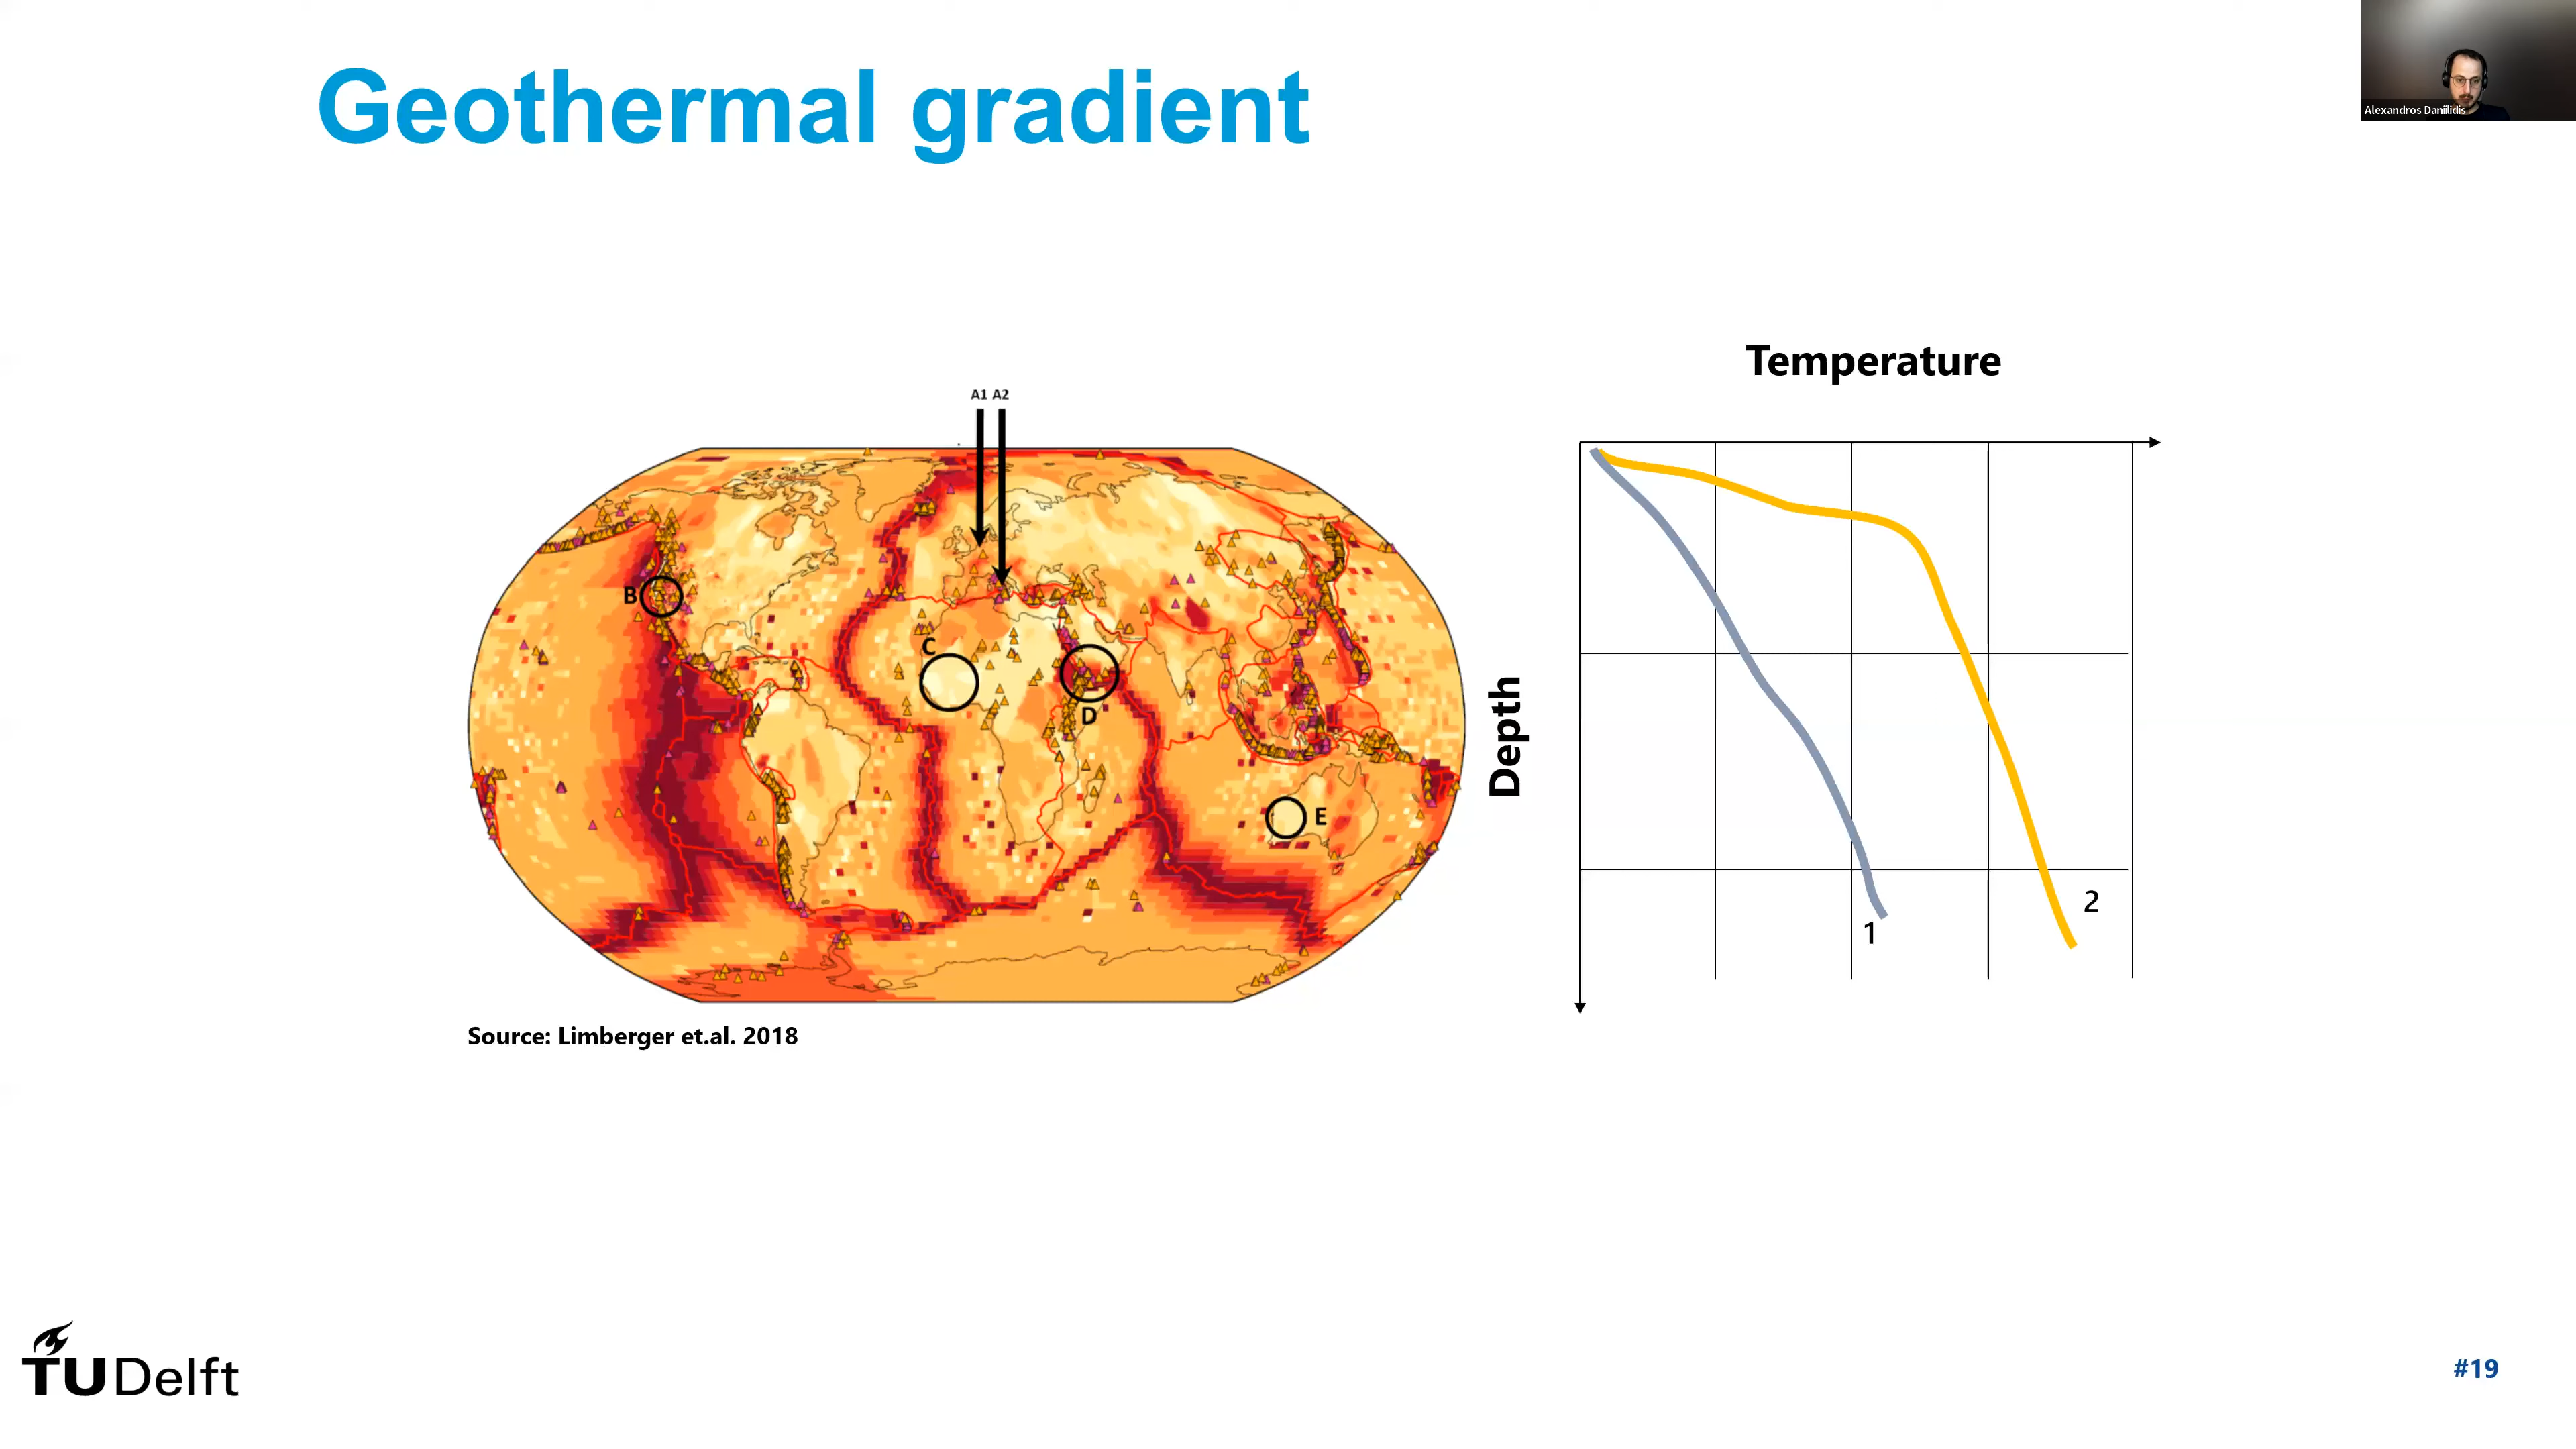 Geothermal gradient
Alexandros Daniilidis
A1 A2
B
C
D
E
Source: Limberger et.al. 2018
Temperature
Depth
1
2
TUDelft
#19